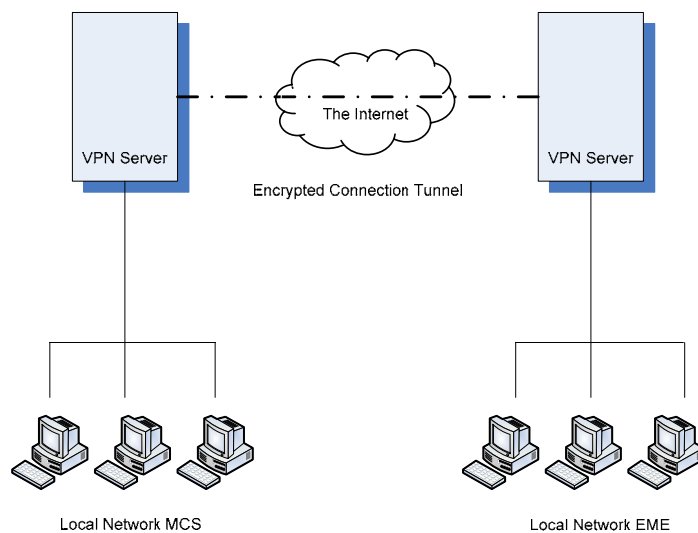 The Internet
VPN Server
VPN Server
Encrypted Connection Tunnel
Local Network MCS
Local Network EME